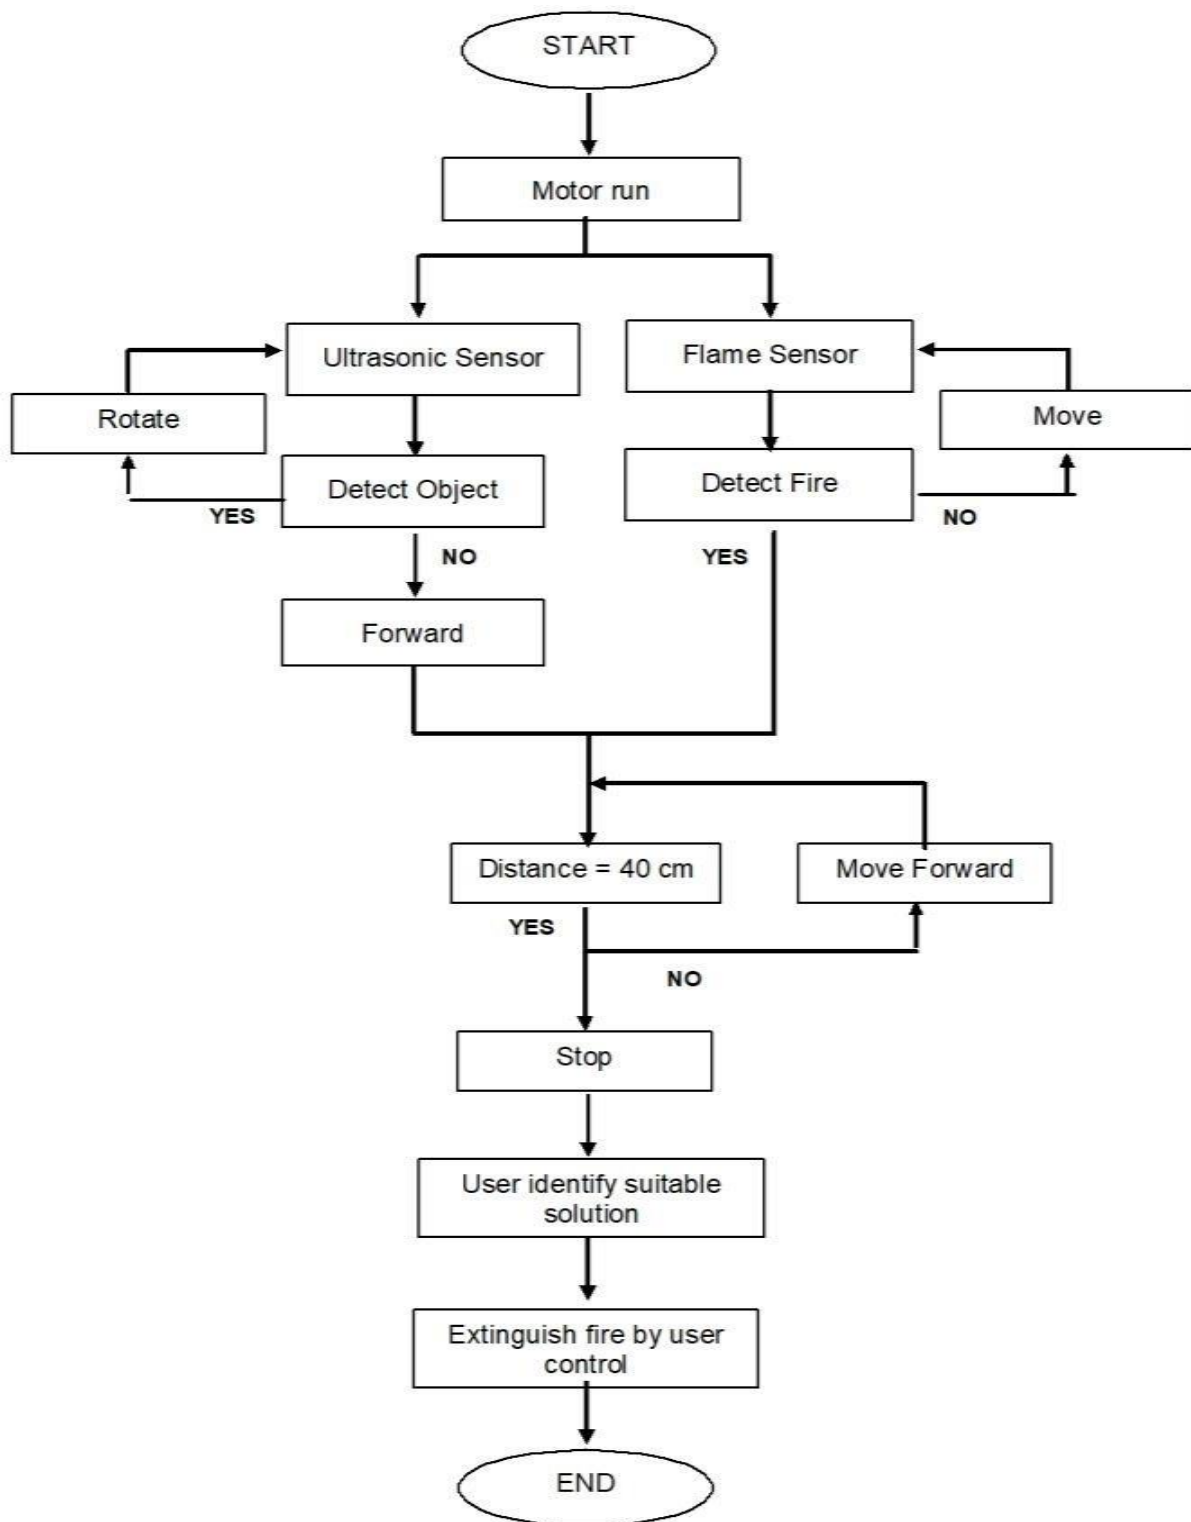 START
Motor run
Ultrasonic Sensor
Flame Sensor
Rotate
Move
Detect Object
Detect Fire
YES
NO
NO
YES
Forward
Distance = 40 cm
Move Forward
YES
NO
Stop
User identify suitable
solution
Extinguish fire by user
control
END